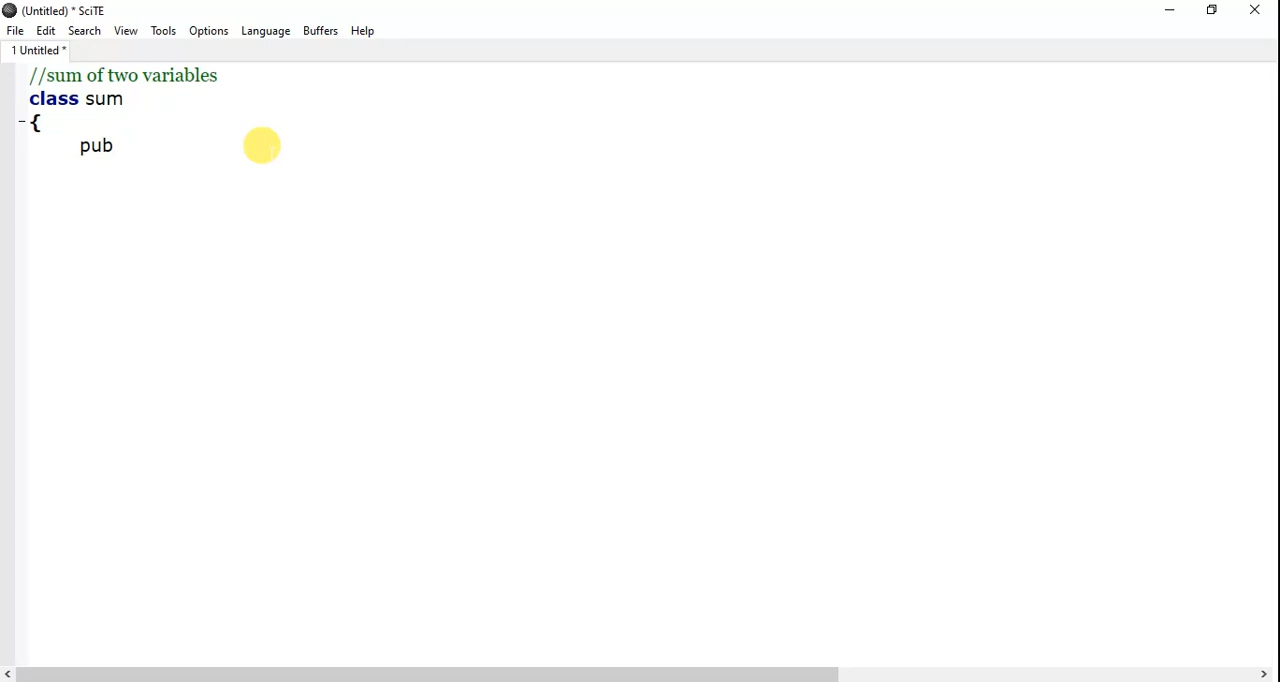 (Untitled) * SciTE
File Edit Search View Tools Options Language Buffers Help
1 Untitled *
//sum of two variables
class sum
{
pub